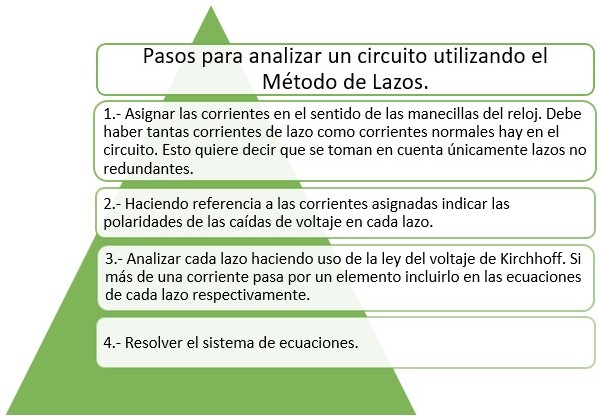 Pasos para analizar un circuito utilizando el
Método de Lazos.
1.- Asignar las corrientes en el sentido de las manecillas del reloj. Debe
haber tantas corrientes de lazo como corrientes normales hay en el
circuito. Esto quiere decir que se toman en cuenta únicamente lazos no
redundantes.
2.- Haciendo referencia a las corrientes asignadas indicar las
polaridades de las caídas de voltaje en cada lazo.
3.- Analizar cada lazo haciendo uso de la ley del voltaje de Kirchhoff. Si
más de una corriente pasa por un elemento incluirlo en las ecuaciones
de cada lazo respectivamente.
4.- Resolver el sistema de ecuaciones.